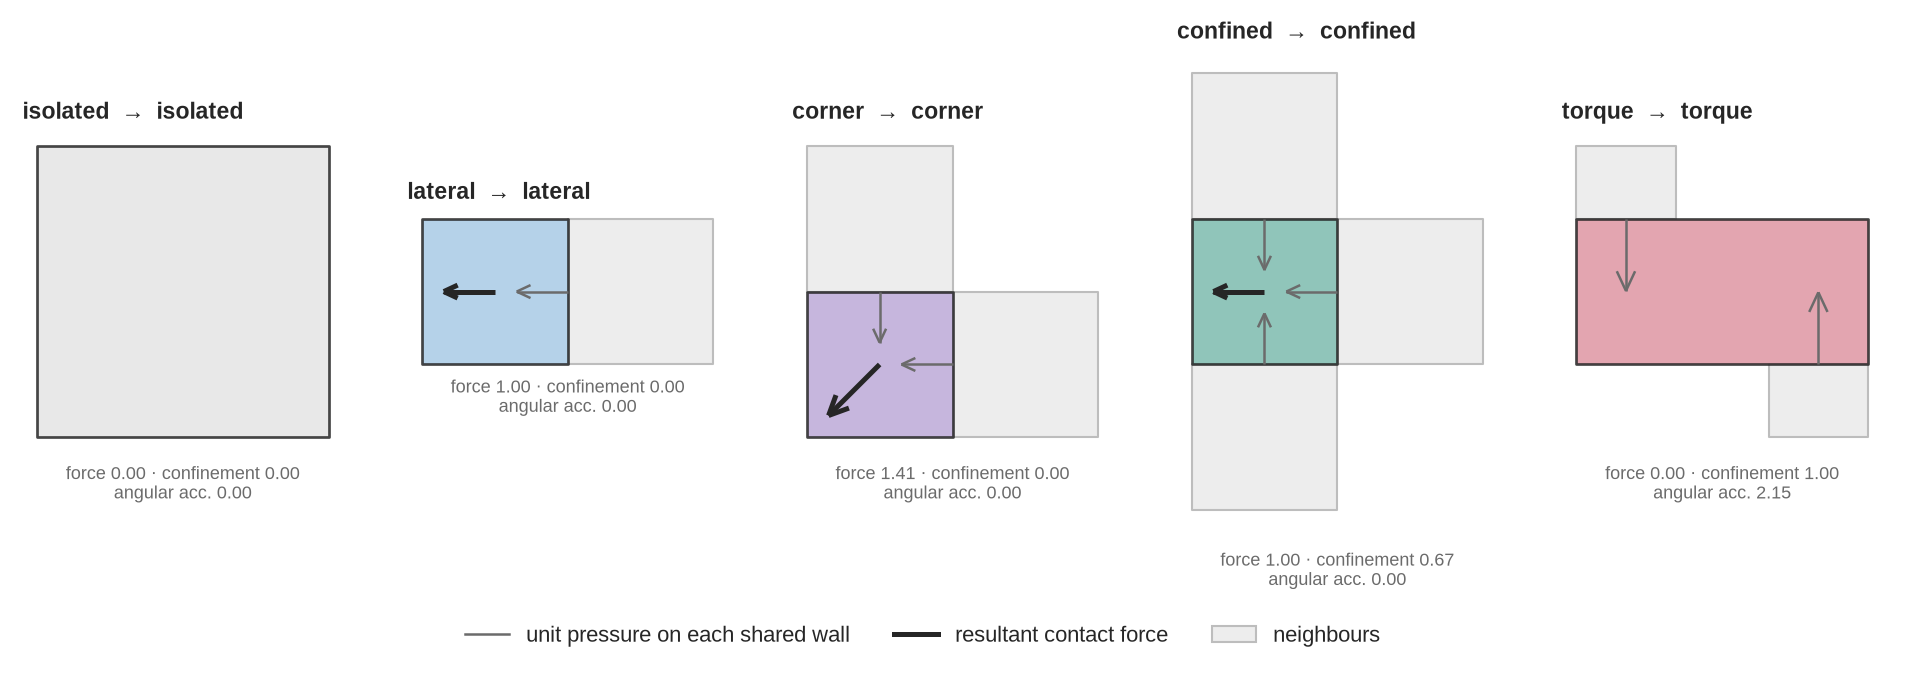 confined → confined
isolated → isolated
corner → corner
torque → torque
lateral → lateral
force 1.00 · confinement 0.00
angular acc. 0.00
force 0.00 · confinement 0.00
angular acc. 0.00
force 1.41 · confinement 0.00
angular acc. 0.00
force 0.00 · confinement 1.00
angular acc. 2.15
force 1.00 · confinement 0.67
angular acc. 0.00
unit pressure on each shared wall
resultant contact force
neighbours